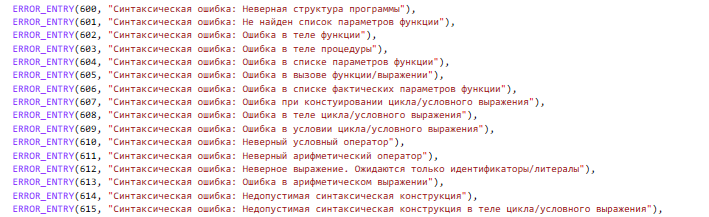 ERROR_ENTRY(600, "Синтаксическая ошибка: Неверная структура программы"),
ERROR_ENTRY(601, "Синтаксическая ошибка: Не найден список параметров функции"),
ERROR_ENTRY(602, "Синтаксическая ошибка: Ошибка в теле функции"),
ERROR_ENTRY(603, "Синтаксическая ошибка: Ошибка в теле процедуры"),
ERROR_ENTRY(604, "Синтаксическая ошибка: Ошибка в списке параметров функции"),
ERROR_ENTRY(605, "Синтаксическая ошибка: Ошибка в вызове функции/выражении"),
ERROR_ENTRY(606, "Синтаксическая ошибка: Ошибка в списке фактических параметров функции"),
ERROR_ENTRY(607, "Синтаксическая ошибка: Ошибка при констуировании цикла/условного выражения"),
ERROR_ENTRY(608, "Синтаксическая ошибка: Ошибка в теле цикла/условного выражения"),
ERROR_ENTRY(609, "Синтаксическая ошибка: Ошибка в условии цикла/условного выражения"),
ERROR_ENTRY(610, "Синтаксическая ошибка: Неверный условный оператор"),
ERROR_ENTRY(611, "Синтаксическая ошибка: Неверный арифметический оператор"),
ERROR_ENTRY(612, "Синтаксическая ошибка: Неверное выражение. Ожидаются только идентификаторы/литералы"),
ERROR_ENTRY(613, "Синтаксическая ошибка: Ошибка в арифметическом выражении"),
ERROR_ENTRY(614, "Синтаксическая ошибка: Недопустимая синтаксическая конструкция"),
ERROR_ENTRY(615, "Синтаксическая ошибка: Недопустимая синтаксическая конструкция в теле цикла/условного выражения"),